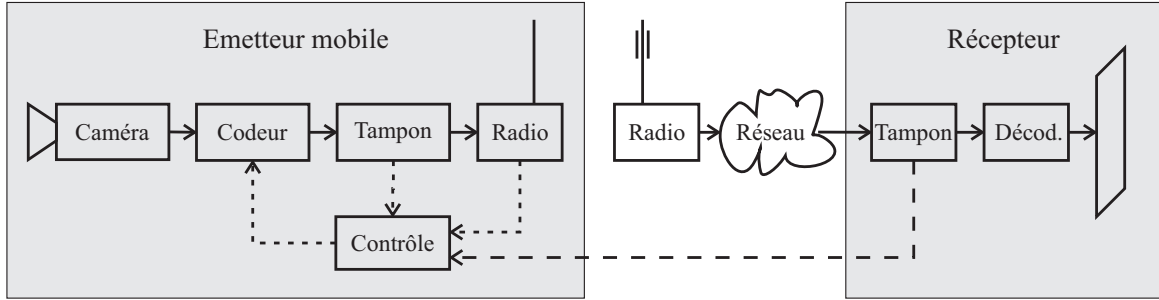 Emetteur mobile
Récepteur
Caméra
Codeur
Tampon
Radio
Radio
Réseau
Tampon
Décod.
Contrôle